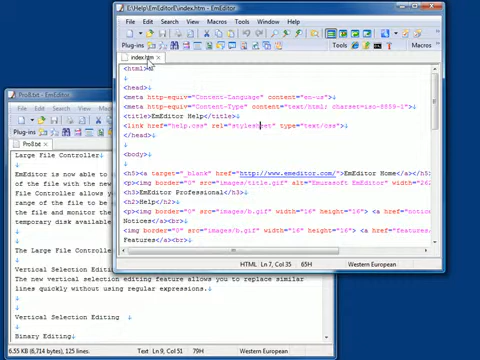 E:\Help\EmEditorE\index.htm - EmEditor
File Edit Search View Macros Tools Window Help
Plug-ins
Tools
Macros
index.htm
<html>
<head>
<meta http-equiv="Content-Language" content="en-us">
<meta http-equiv="Content-Type" content="text/html; charset=iso-8859-1">
<title>EmEditor Help</title>
<link href="help.css" rel="stylesheet" type="text/css">
</head>
<body>
<h5><a target="_blank" href="http://www.emeditor.com/">EmEditor Home</a></h5>
<p><img border="0" src="images/title.gif" alt="Emurasoft EmEditor" width="262
<h3>EmEditor Professional</h3>
<h2>Help</h2>
<p><img border="0" src="images/b.gif" width="16" height="16"> <a href="notice
Notices</a><br>
<img border="0" src="images/b.gif" width="16" height="16"> <a href="features.
Features</a><br>
HTML Ln 7, Col 35 65H Western European
Pro8.txt - EmEditor
File Edit
Plug-ins
Pro8.txt
Large File Controller
EmEditor is now able to
of the file with the new
File Controller allows y
range of the file to be
the file and monitor the
temporary disk available
The Large File Controlle
Vertical Selection Editing
The new vertical selection editing feature allows you to replace similar
lines quickly without using regular expressions.
Vertical Selection Editing
Binary Editing
6.55 KB (6,714 bytes), 125 lines. Text Ln 9, Col 51 79H Western European